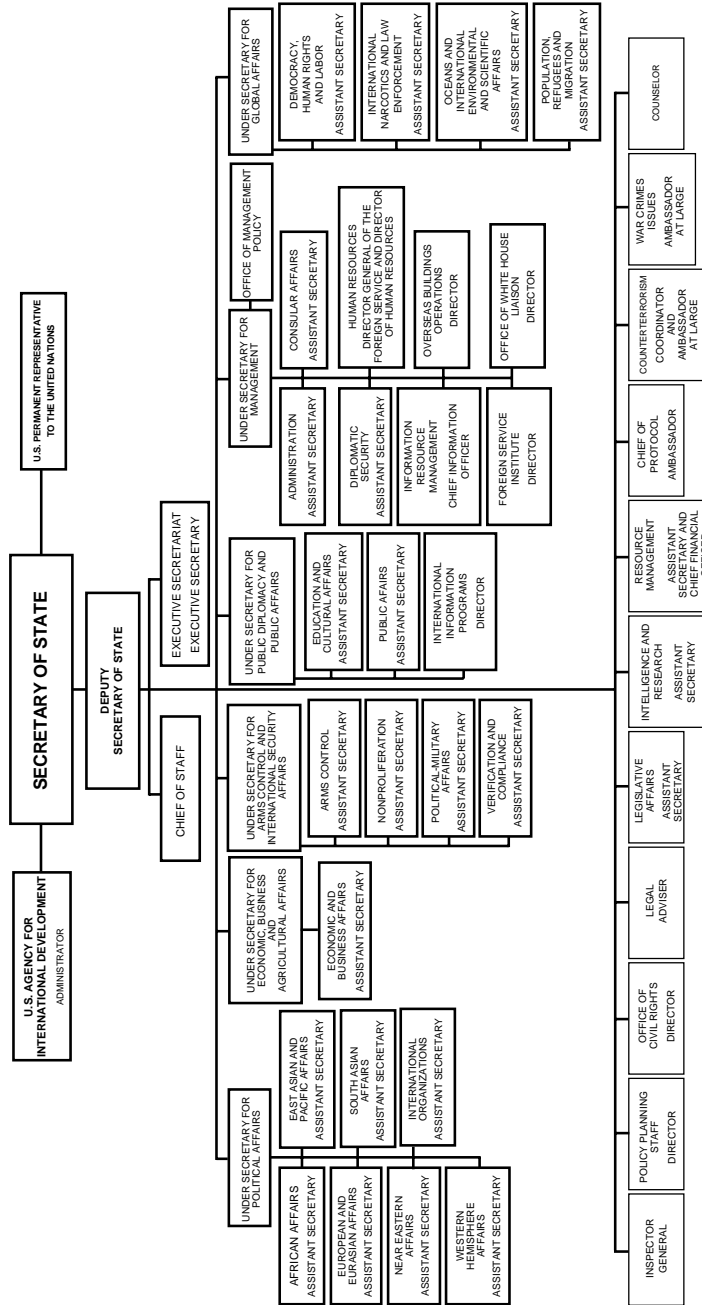 SECRETARY OF STATE
U.S. AGENCY FOR
INTERNATIONAL DEVELOPMENT
ADMINISTRATOR
U.S. PERMANENT REPRESENTATIVE
TO THE UNITED NATIONS
DEPUTY
SECRETARY OF STATE
CHIEF OF STAFF
EXECUTIVE SECRETARIAT
EXECUTIVE SECRETARY
UNDER SECRETARY FOR
POLITICAL AFFAIRS
AFRICAN AFFAIRS
ASSISTANT SECRETARY
EAST ASIAN AND
PACIFIC AFFAIRS
ASSISTANT SECRETARY
EUROPEAN AND
EURASIAN AFFAIRS
ASSISTANT SECRETARY
SOUTH ASIAN
AFFAIRS
ASSISTANT SECRETARY
NEAR EASTERN
AFFAIRS
ASSISTANT SECRETARY
INTERNATIONAL
ORGANIZATIONS
ASSISTANT SECRETARY
WESTERN
HEMISPHERE
AFFAIRS
ASSISTANT SECRETARY
UNDER SECRETARY FOR
ECONOMIC, BUSINESS
AND
AGRICULTURAL AFFAIRS
ECONOMIC AND
BUSINESS AFFAIRS
ASSISTANT SECRETARY
UNDER SECRETARY FOR
ARMS CONTROL AND
INTERNATIONAL SECURITY
AFFAIRS
ARMS CONTROL
ASSISTANT SECRETARY
NONPROLIFERATION
ASSISTANT SECRETARY
POLITICAL-MILITARY
AFFAIRS
ASSISTANT SECRETARY
VERIFICATION AND
COMPLIANCE
ASSISTANT SECRETARY
UNDER SECRETARY FOR
PUBLIC DIPLOMACY AND
PUBLIC AFFAIRS
EDUCATION AND
CULTURAL AFFAIRS
ASSISTANT SECRETARY
PUBLIC AFAIRS
ASSISTANT SECRETARY
INTERNATIONAL
INFORMATION
PROGRAMS
DIRECTOR
UNDER SECRETARY FOR
MANAGEMENT
OFFICE OF MANAGEMENT
POLICY
ADMINISTRATION
ASSISTANT SECRETARY
CONSULAR AFFAIRS
ASSISTANT SECRETARY
DIPLOMATIC
SECURITY
ASSISTANT SECRETARY
HUMAN RESOURCES
DIRECTOR GENERAL OF THE
FOREIGN SERVICE AND DIRECTOR
OF HUMAN RESOURCES
INFORMATION
RESOURCE
MANAGEMENT
CHIEF INFORMATION
OFFICER
OVERSEAS BUILDINGS
OPERATIONS
DIRECTOR
FOREIGN SERVICE
INSTITUTE
DIRECTOR
OFFICE OF WHITE HOUSE
LIAISON
DIRECTOR
UNDER SECRETARY FOR
GLOBAL AFFAIRS
DEMOCRACY,
HUMAN RIGHTS
AND LABOR
ASSISTANT SECRETARY
INTERNATIONAL
NARCOTICS AND LAW
ENFORCEMENT
ASSISTANT SECRETARY
OCEANS AND
INTERNATIONAL
ENVIRONMENTAL
AND SCIENTIFIC
AFFAIRS
ASSISTANT SECRETARY
POPULATION,
REFUGEES AND
MIGRATION
ASSISTANT SECRETARY
INSPECTOR
GENERAL
POLICY PLANNING
STAFF
DIRECTOR
OFFICE OF
CIVIL RIGHTS
DIRECTOR
LEGAL
ADVISER
LEGISLATIVE
AFFAIRS
ASSISTANT
SECRETARY
INTELLIGENCE AND
RESEARCH
ASSISTANT
SECRETARY
RESOURCE
MANAGEMENT
ASSISTANT
SECRETARY AND
CHIEF FINANCIAL
CHIEF OF
PROTOCOL
AMBASSADOR
COUNTERTERRORISM
COORDINATOR
AND
AMBASSADOR
AT LARGE
WAR CRIMES
ISSUES
AMBASSADOR
AT LARGE
COUNSELOR